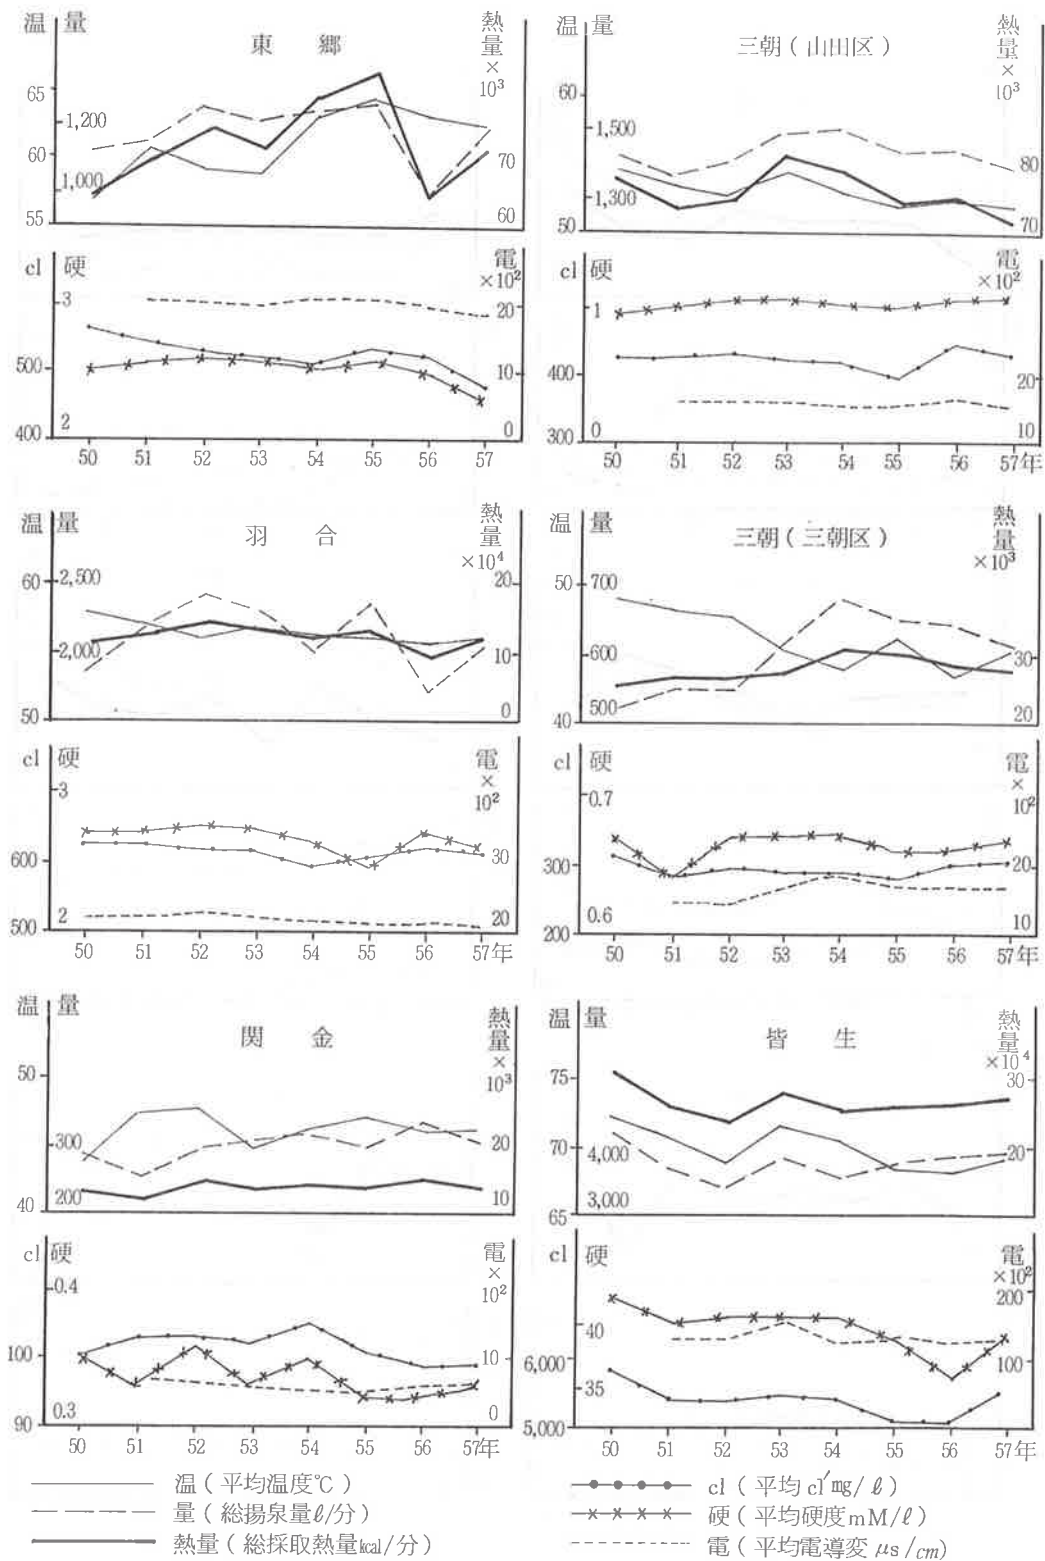 温 量 東 郷 熱量×10³
65
1,200
60 70
1,000
55 60
cl 硬 電×10²
3 20
500 10
2
400 0
50 51 52 53 54 55 56 57
温 量 三朝(山田区) 熱量×10³
60
1,500
80
1,300
50 70
cl 硬 電×10²
1
400 20
300 0 10
50 51 52 53 54 55 56 57年
温 量 羽 合 熱量×10⁴
60 2,500 20
2,000 10
50 0
cl 硬 電×10²
3
600 30
500 2 20
50 51 52 53 54 55 56 57年
温 量 三朝(三朝区) 熱量×10³
50 700
600 30
40 500 20
cl 硬 電×10²
0.7
300 20
0.6
200 10
50 51 52 53 54 55 56 57年
温 量 関 金 熱量×10³
50
300 20
200
40 10
cl 硬 電×10²
0.4
100 10
0.3
90 0
50 51 52 53 54 55 56 57年
温 量 皆 生 熱量×10⁴
75 30
70 4,000 20
3,000
65
cl 硬 電×10²
200
40
6,000 100
35
5,000
50 51 52 53 54 55 56 57年
温(平均温度℃)
量(総揚泉量ℓ/分)
熱量(総採取熱量kcal/分)
cl(平均cl′mg/ℓ)
硬(平均硬度mM/ℓ)
電(平均電導変μs/cm)